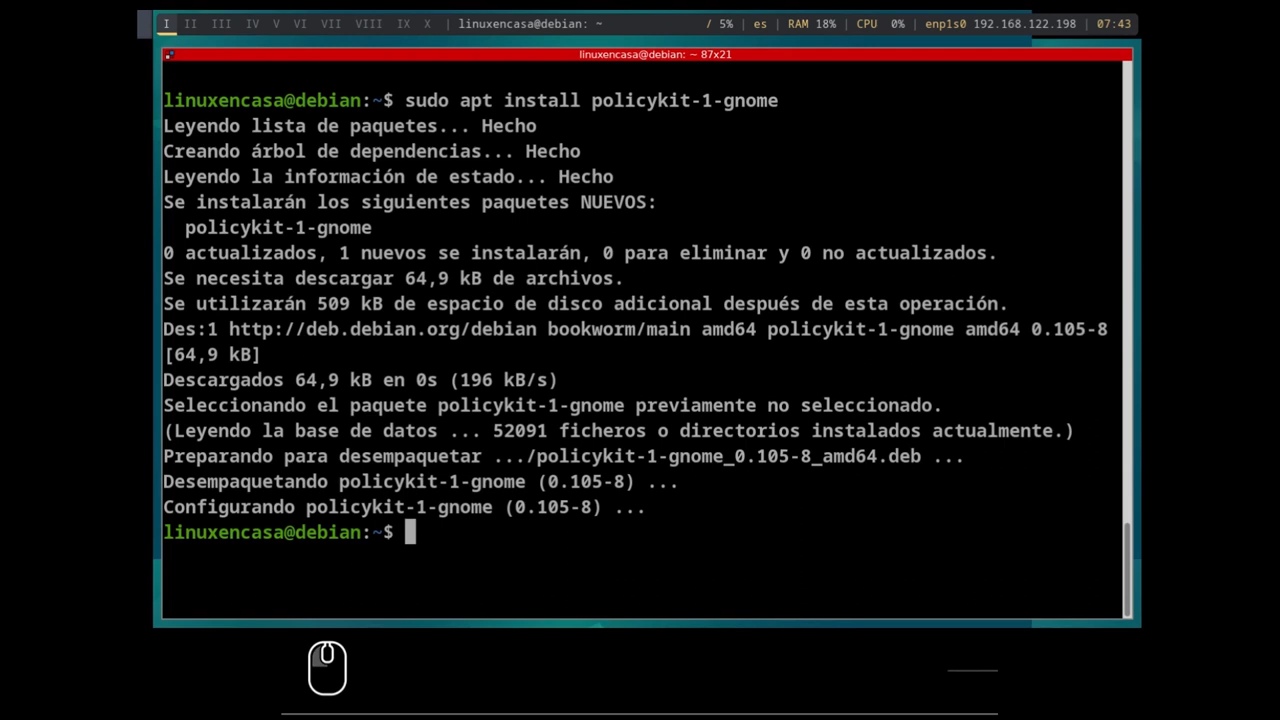 I II III IV V VI VII VIII IX X | linuxencasa@debian: ~ / 5% | es | RAM 18% | CPU 0% | enp1s0 192.168.122.198 | 07:43
linuxencasa@debian: ~ 87x21
linuxencasa@debian:~$ sudo apt install policykit-1-gnome
Leyendo lista de paquetes... Hecho
Creando árbol de dependencias... Hecho
Leyendo la información de estado... Hecho
Se instalarán los siguientes paquetes NUEVOS:
policykit-1-gnome
0 actualizados, 1 nuevos se instalarán, 0 para eliminar y 0 no actualizados.
Se necesita descargar 64,9 kB de archivos.
Se utilizarán 509 kB de espacio de disco adicional después de esta operación.
Des:1 http://deb.debian.org/debian bookworm/main amd64 policykit-1-gnome amd64 0.105-8
[64,9 kB]
Descargados 64,9 kB en 0s (196 kB/s)
Seleccionando el paquete policykit-1-gnome previamente no seleccionado.
(Leyendo la base de datos ... 52091 ficheros o directorios instalados actualmente.)
Preparando para desempaquetar .../policykit-1-gnome_0.105-8_amd64.deb ...
Desempaquetando policykit-1-gnome (0.105-8) ...
Configurando policykit-1-gnome (0.105-8) ...
linuxencasa@debian:~$